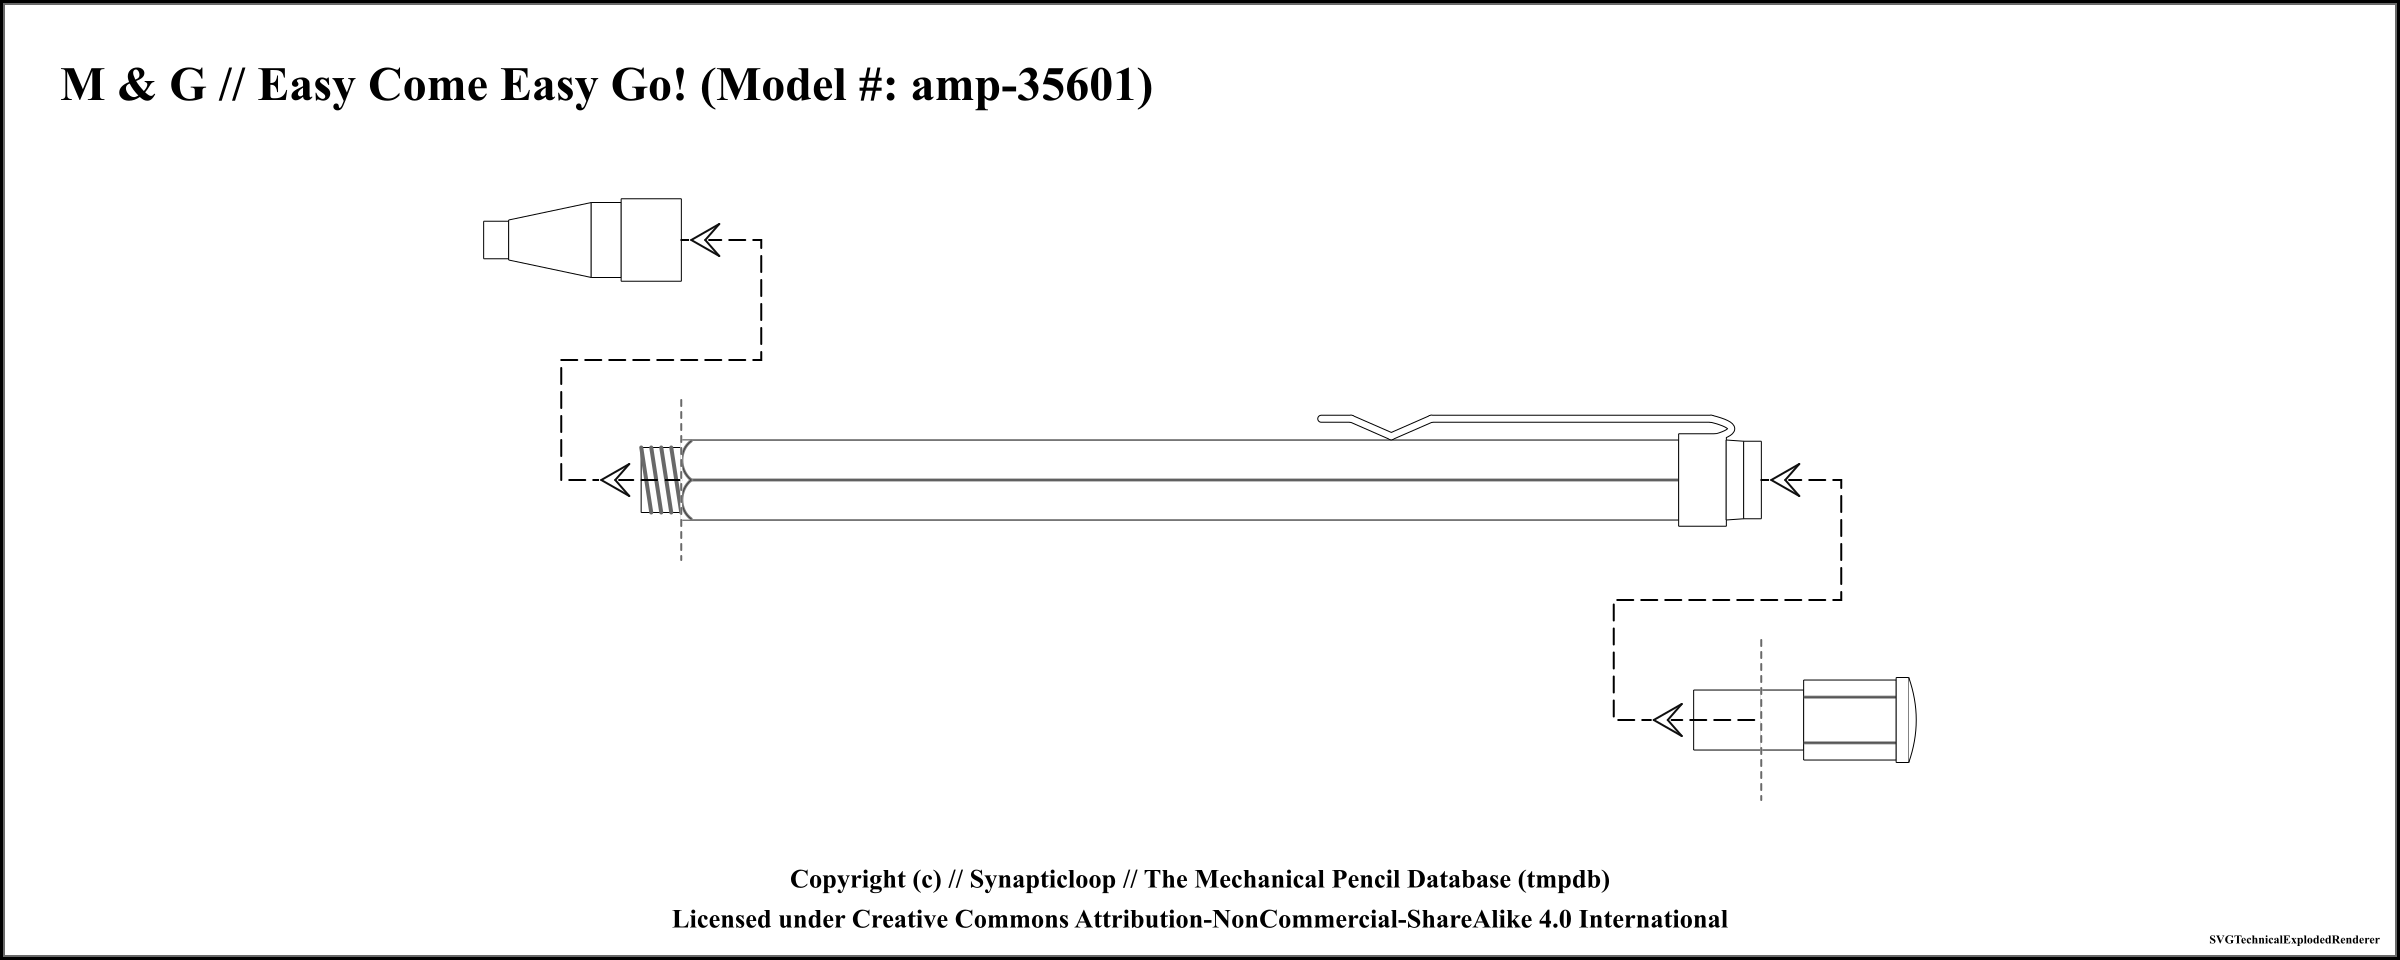 M & G // Easy Come Easy Go! (Model #: amp-35601)
Copyright (c) // Synapticloop // The Mechanical Pencil Database (tmpdb)
Licensed under Creative Commons Attribution-NonCommercial-ShareAlike 4.0 International
SVGTechnicalExplodedRenderer